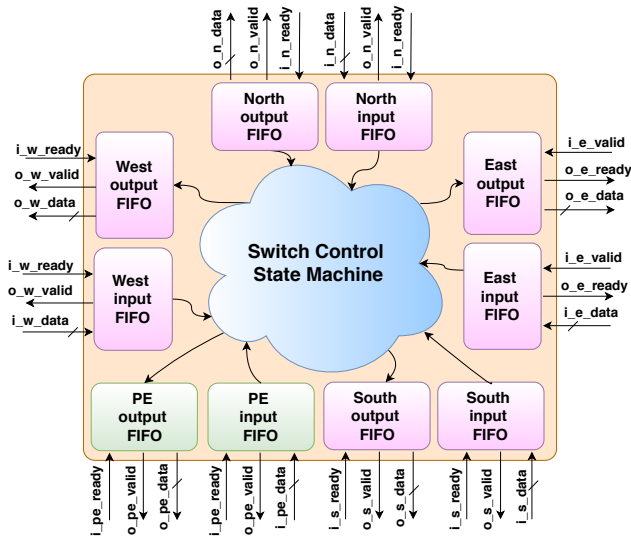 o_n_data
o_n_valid
i_n_ready
i_n_data
o_n_valid
i_n_ready
North
output
FIFO
North
input
FIFO
i_w_ready
o_w_valid
o_w_data
West
output
FIFO
East
output
FIFO
i_e_valid
o_e_ready
o_e_data
Switch Control
State Machine
i_w_ready
o_w_valid
i_w_data
West
input
FIFO
East
input
FIFO
i_e_valid
o_e_ready
i_e_data
PE
output
FIFO
PE
input
FIFO
South
output
FIFO
South
input
FIFO
i_pe_ready
o_pe_valid
o_pe_data
i_pe_ready
o_pe_valid
i_pe_data
i_s_ready
o_s_valid
o_s_data
i_s_ready
o_s_valid
i_s_data